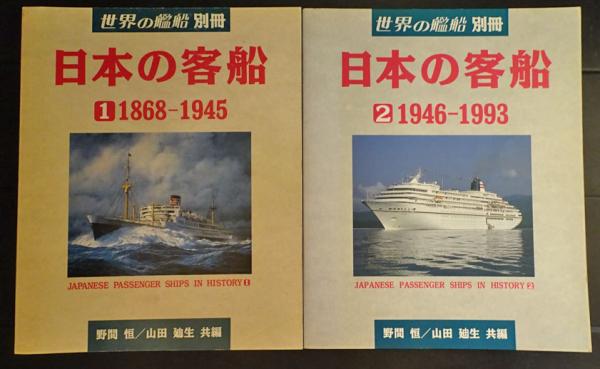 世界の艦船 別冊
日本の客船
1 1868-1945
JAPANESE PASSENGER SHIPS IN HISTORY 1
野間 恒/山田 廸生 共編
世界の艦船 別冊
日本の客船
2 1946-1993
JAPANESE PASSENGER SHIPS IN HISTORY 2
野間 恒/山田 廸生 共編